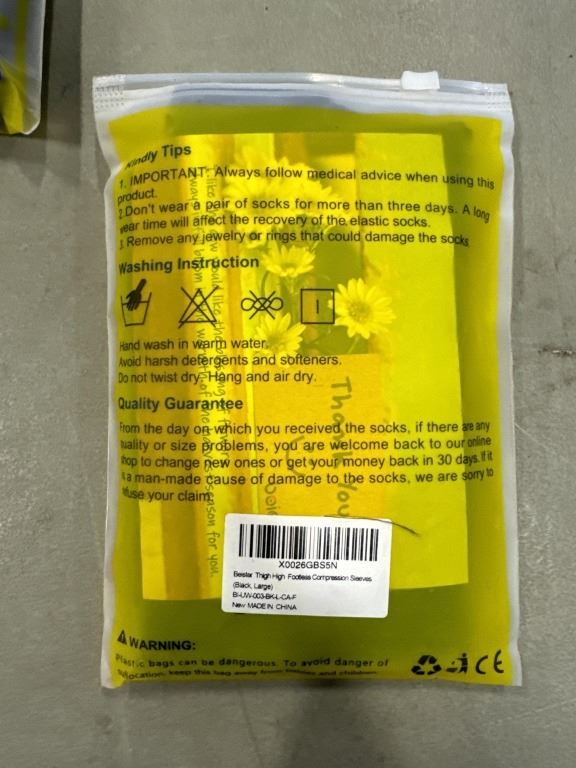 Kindly Tips
1. IMPORTANT: Always follow medical advice when using this
product.
2.Don't wear a pair of socks for more than three days. A long
wear time will affect the recovery of the elastic socks.
3. Remove any jewelry or rings that could damage the socks
Washing Instruction
Hand wash in warm water.
Avoid harsh detergents and softeners.
Do not twist dry. Hang and air dry.
Quality Guarantee
From the day on which you received the socks, if there are any
quality or size problems, you are welcome back to our online
shop to change new ones or get your money back in 30 days. If it
is a man-made cause of damage to the socks, we are sorry to
refuse your claim.
Thank You
X0026GBS5N
Beister Thigh High Footless Compression Sleeves
(Black, Large)
BI-UW-003-BK-L-CA-F
New MADE IN CHINA
WARNING:
Plastic bags can be dangerous. To avoid danger of
suffocation, keep this bag away from babies and children.
CE